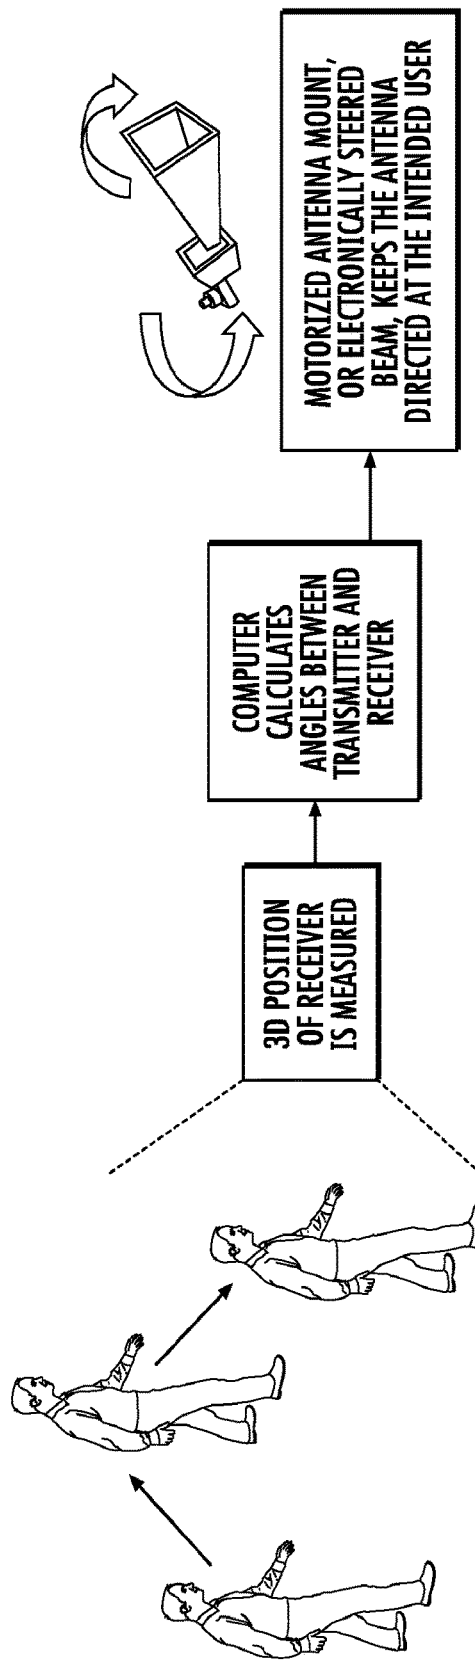 3D POSITION
OF RECEIVER
IS MEASURED
COMPUTER
CALCULATES
ANGLES BETWEEN
TRANSMITTER AND
RECEIVER
MOTORIZED ANTENNA MOUNT,
OR ELECTRONICALLY STEERED
BEAM, KEEPS THE ANTENNA
DIRECTED AT THE INTENDED USER